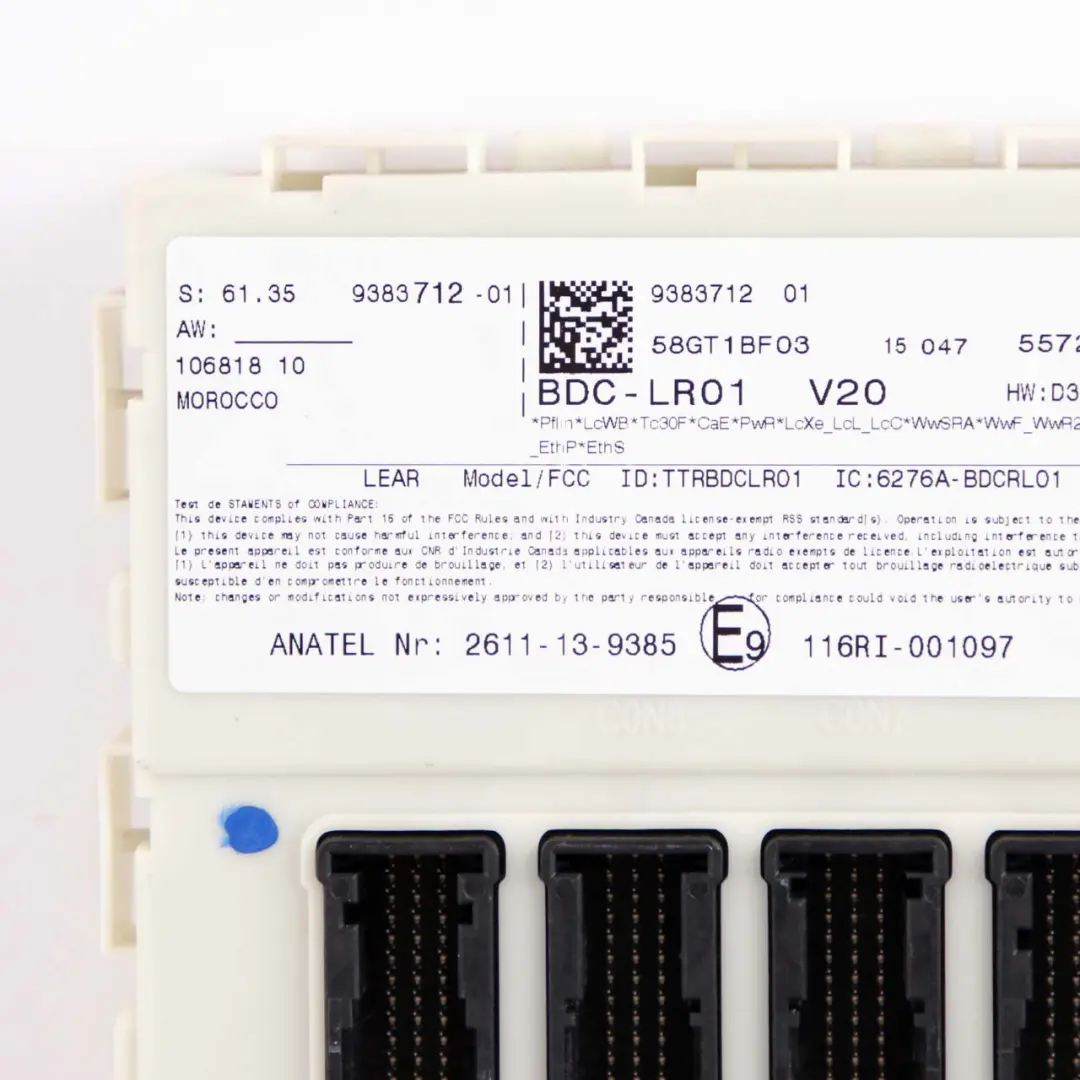 S: 61.35 9383712 -01
AW:
106818 10
MOROCCO
9383712 01
58GT1BF03 15 047 5572
BDC-LR01 V20 HW:D3
_EthP*EthS
LEAR Model/FCC ID:TTRBDCLR01 IC:6276A-BDCRL01
Test de STAMENTS of COMPLIANCE:
This device complies with Part 15 of the FCC Rules and with Industry Canada license-exempt RSS standard(s). Operation is subject to the
(1) this device may not cause harmful interference, and (2) this device must accept any interference received, including interference t
Le present appareil est conforme aux CNR d'Industrie Canada applicables aux appareils radio exempts de licence.L'exploitation est autor
(1) L'appareil ne doit pas produire de brouillage, et (2) l'utilisateur de l'appareil doit accepter tout brouillage radioelectrique sub
susceptible d'en compromettre le fonctionnement.
Note: changes or modifications not expressively approved by the party responsible for compliance could void the user's autority to
ANATEL Nr: 2611-13-9385 E9 116RI-001097